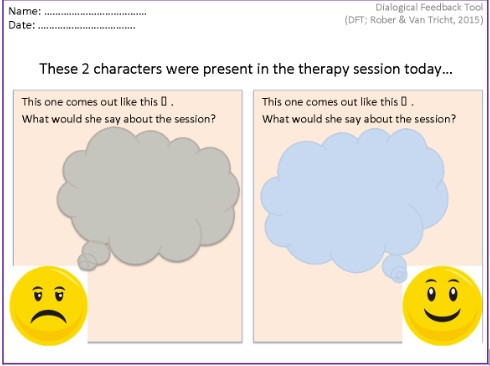 Name: ......................................
Date: ....................................
Dialogical Feedback Tool
(DFT; Rober & Van Tricht, 2015)
These 2 characters were present in the therapy session today...
This one comes out like this ▯ .
What would she say about the session?
This one comes out like this ▯ .
What would she say about the session?